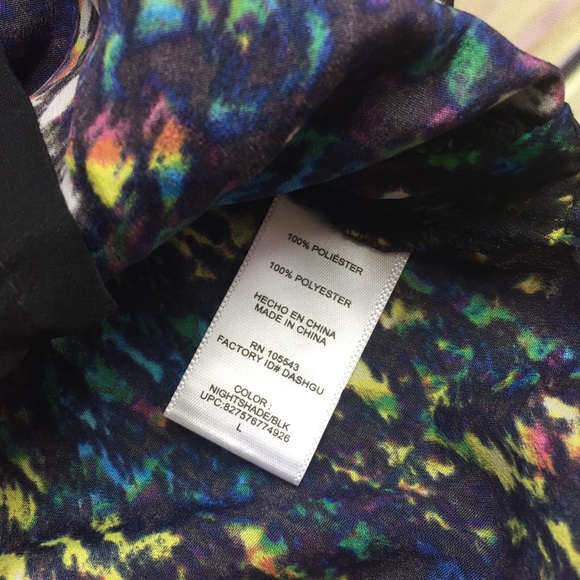 100% POLIÉSTER
100% POLYESTER
HECHO EN CHINA
MADE IN CHINA
RN 105543
FACTORY ID# DASHGU
COLOR :
NIGHTSHADE/BLK
UPC:827576774926
L